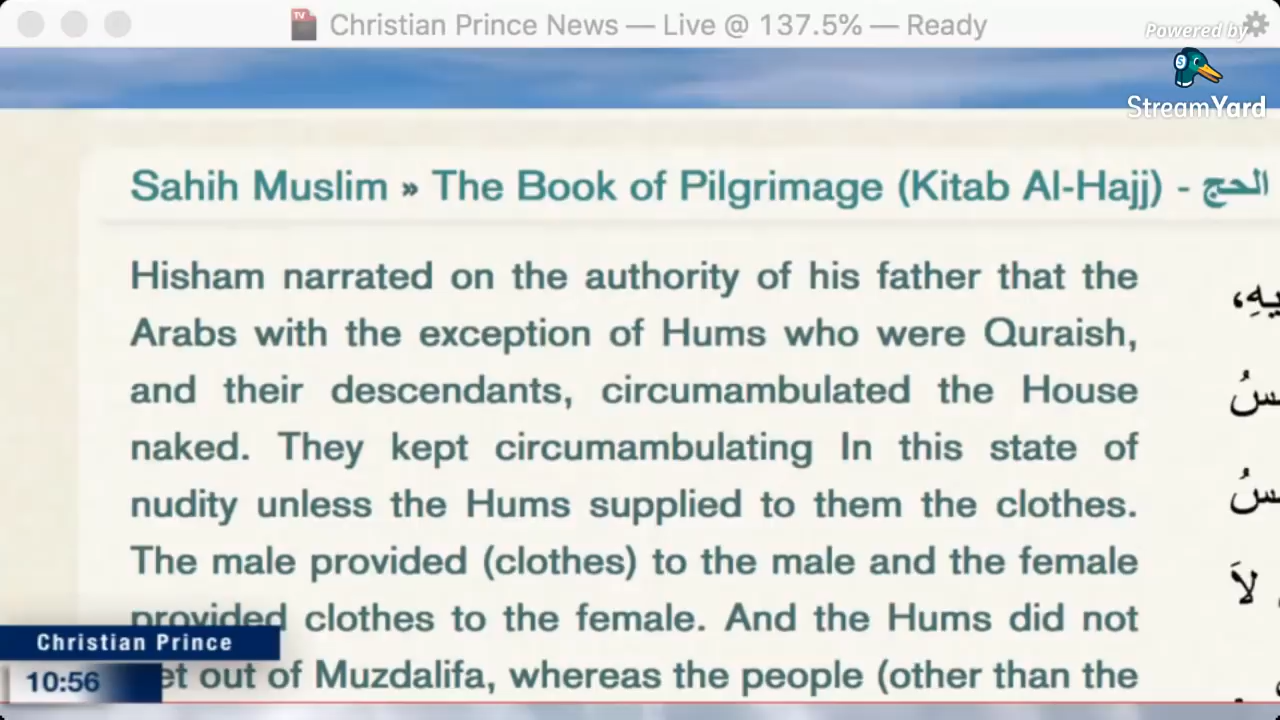 Christian Prince News — Live @ 137.5% — Ready
Powered by
StreamYard
Sahih Muslim » The Book of Pilgrimage (Kitab Al-Hajj) - الحج
Hisham narrated on the authority of his father that the
Arabs with the exception of Hums who were Quraish,
and their descendants, circumambulated the House
naked. They kept circumambulating In this state of
nudity unless the Hums supplied to them the clothes.
The male provided (clothes) to the male and the female
provided clothes to the female. And the Hums did not
out of Muzdalifa, whereas the people (other than the
Christian Prince
10:56